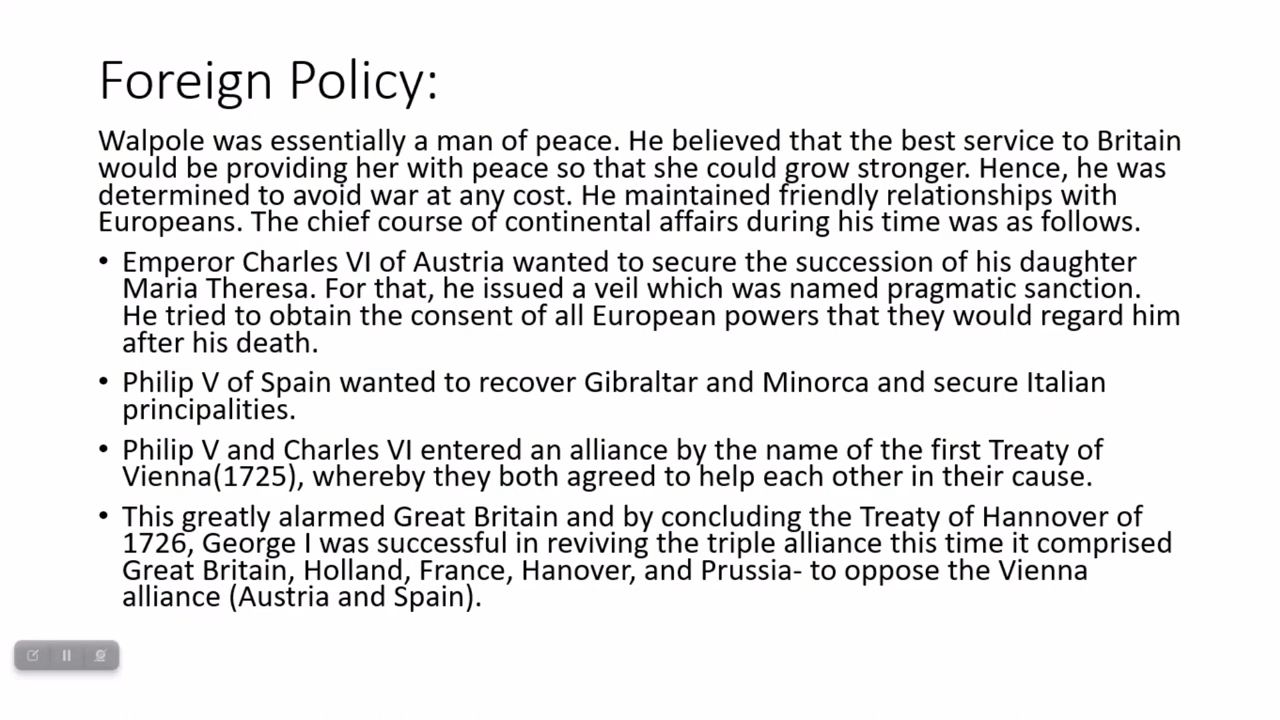 Foreign Policy:
Walpole was essentially a man of peace. He believed that the best service to Britain
would be providing her with peace so that she could grow stronger. Hence, he was
determined to avoid war at any cost. He maintained friendly relationships with
Europeans. The chief course of continental affairs during his time was as follows.
• Emperor Charles VI of Austria wanted to secure the succession of his daughter
Maria Theresa. For that, he issued a veil which was named pragmatic sanction.
He tried to obtain the consent of all European powers that they would regard him
after his death.
• Philip V of Spain wanted to recover Gibraltar and Minorca and secure Italian
principalities.
• Philip V and Charles VI entered an alliance by the name of the first Treaty of
Vienna(1725), whereby they both agreed to help each other in their cause.
• This greatly alarmed Great Britain and by concluding the Treaty of Hannover of
1726, George I was successful in reviving the triple alliance this time it comprised
Great Britain, Holland, France, Hanover, and Prussia- to oppose the Vienna
alliance (Austria and Spain).